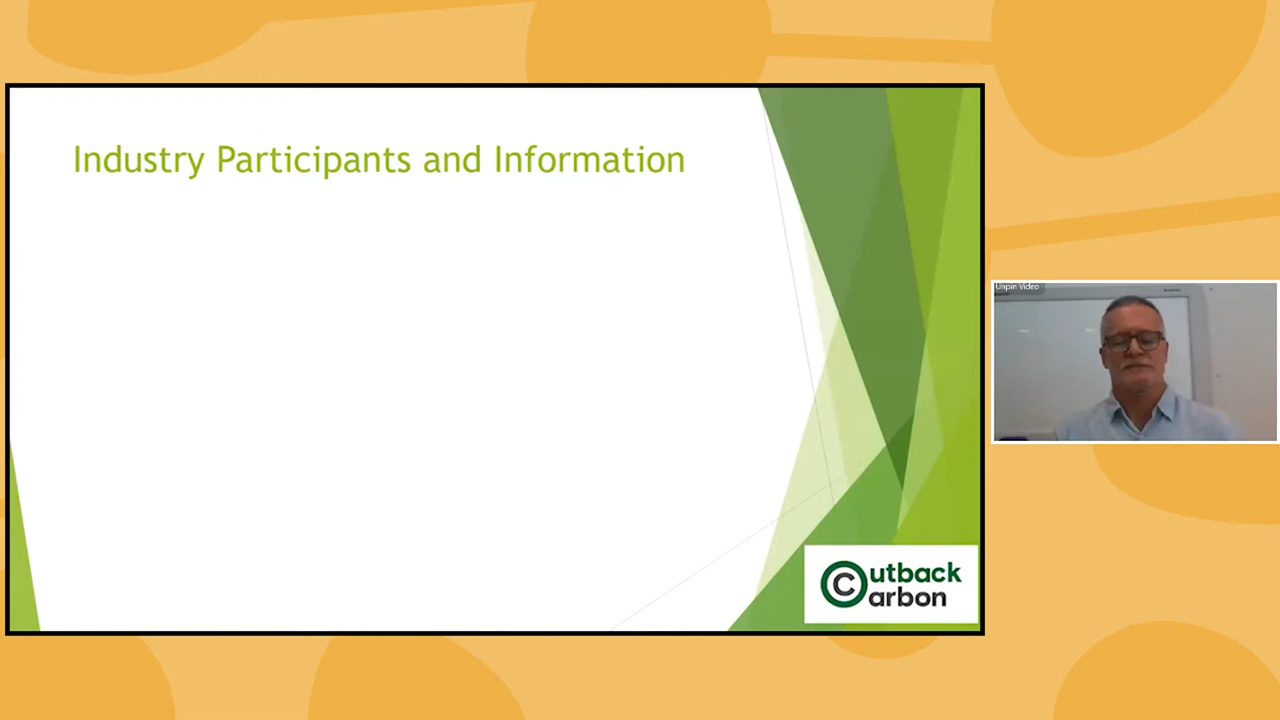 Industry Participants and Information
Unpin Video
Outback
Carbon